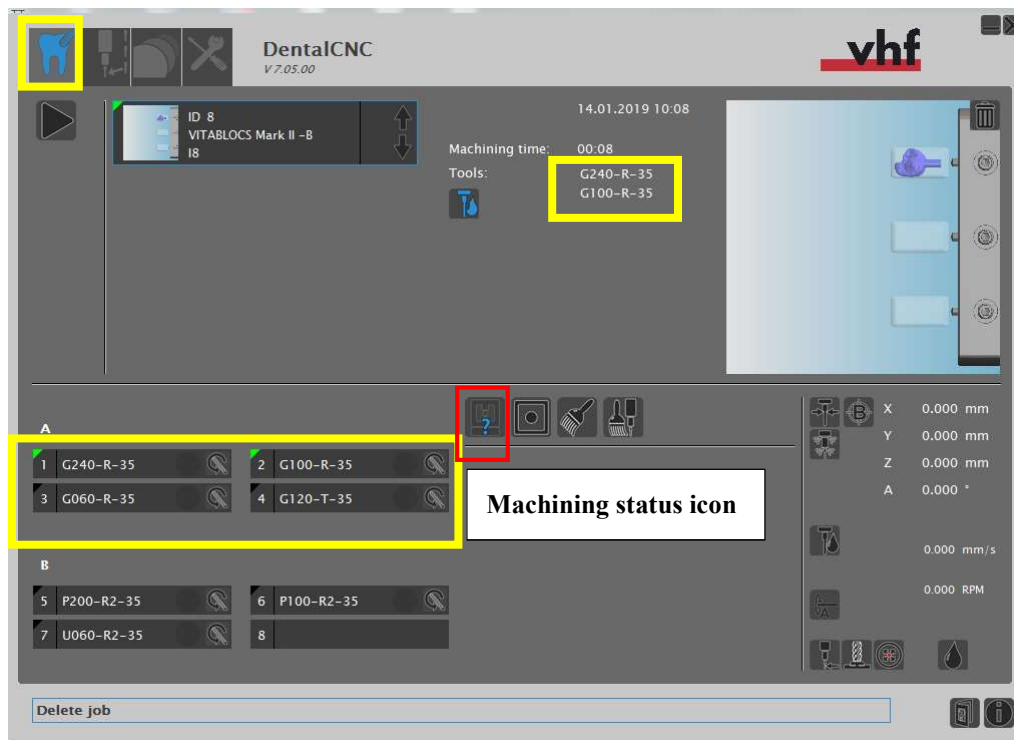 DentalCNC
V 7.05.00
vhf
ID 8
VITABLOCS Mark II -B
I8
14.01.2019 10:08
Machining time: 00:08
Tools: G240-R-35
G100-R-35
B
X 0.000 mm
Y 0.000 mm
Z 0.000 mm
A 0.000 °
0.000 mm/s
0.000 RPM
?
A
1 G240-R-35
2 G100-R-35
3 G060-R-35
4 G120-T-35
Machining status icon
B
5 P200-R2-35
6 P100-R2-35
7 U060-R2-35
8
Delete job